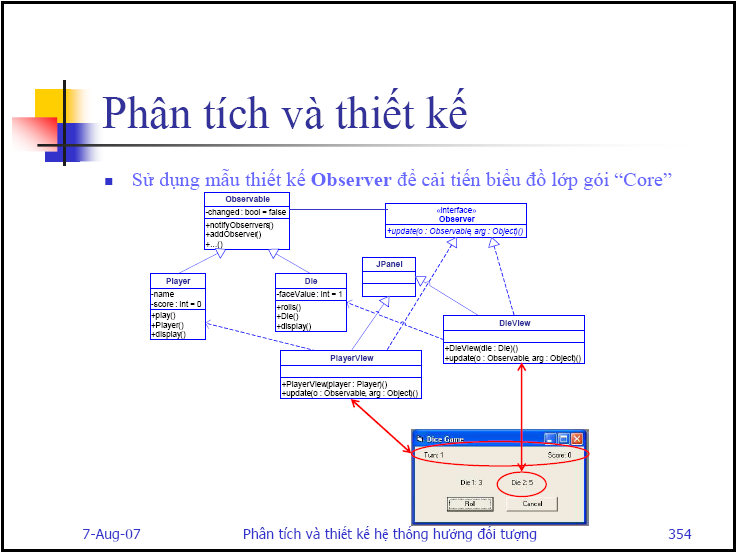 Phân tích và thiết kế
Sử dụng mẫu thiết kế Observer để cải tiến biểu đồ lớp gói “Core”
Observable
-changed : bool = false
+notifyObserrvers()
+addObserver()
+...()
«interface»
Observer
+update(o : Observable, arg : Object)()
JPanel
Player
-name
-score : int = 0
+play()
+Player()
+display()
Die
-faceValue : int = 1
+rolls()
+Die()
+display()
DieView
+DieView(die : Die)()
+update(o : Observable, arg : Object)()
PlayerView
+PlayerView(player : Player)()
+update(o : Observable, arg : Object)()
Dice Game
Turn: 1 Score: 0
Die 1: 3 Die 2: 5
Roll Cancel
7-Aug-07 Phân tích và thiết kế hệ thống hướng đối tượng 354